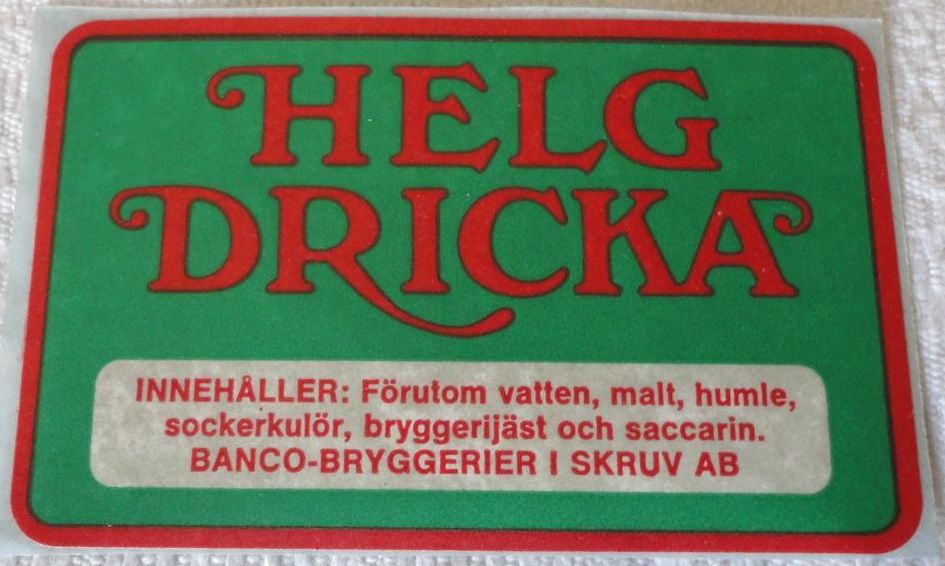 HELG
DRICKA
INNEHÅLLER: Förutom vatten, malt, humle,
sockerkulör, bryggerijäst och saccarin.
BANCO-BRYGGERIER I SKRUV AB